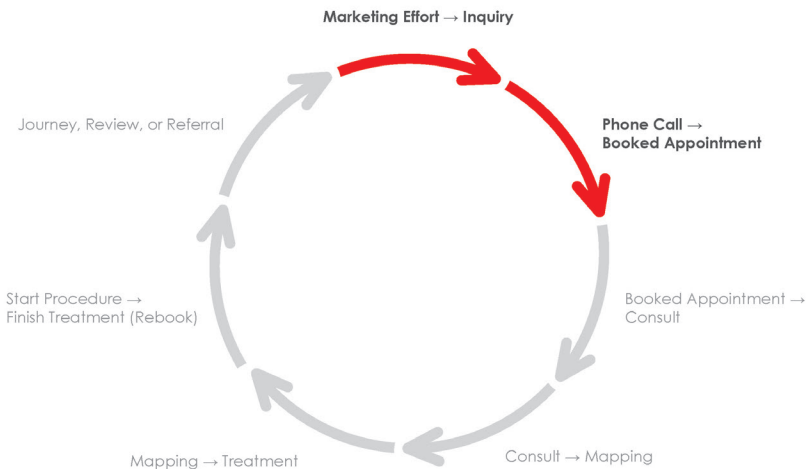 Marketing Effort → Inquiry
Phone Call →
Booked Appointment
Booked Appointment →
Consult
Consult → Mapping
Mapping → Treatment
Start Procedure →
Finish Treatment (Rebook)
Journey, Review, or Referral